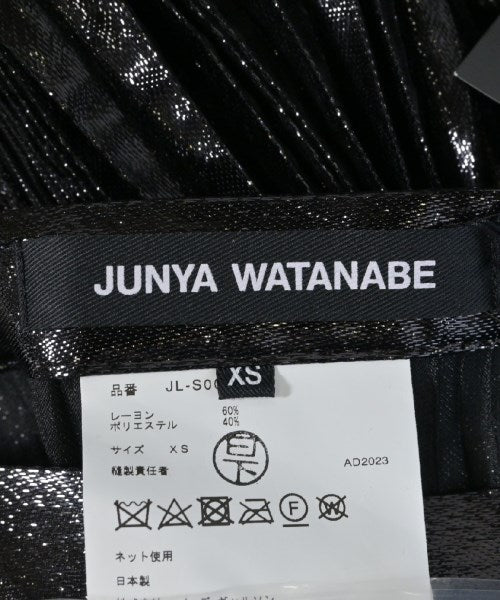 JUNYA WATANABE
XS
品番 JL-S00
レーヨン 60%
ポリエステル 40%
サイズ XS
縫製責任者
AD2023
F
W
ネット使用
日本製